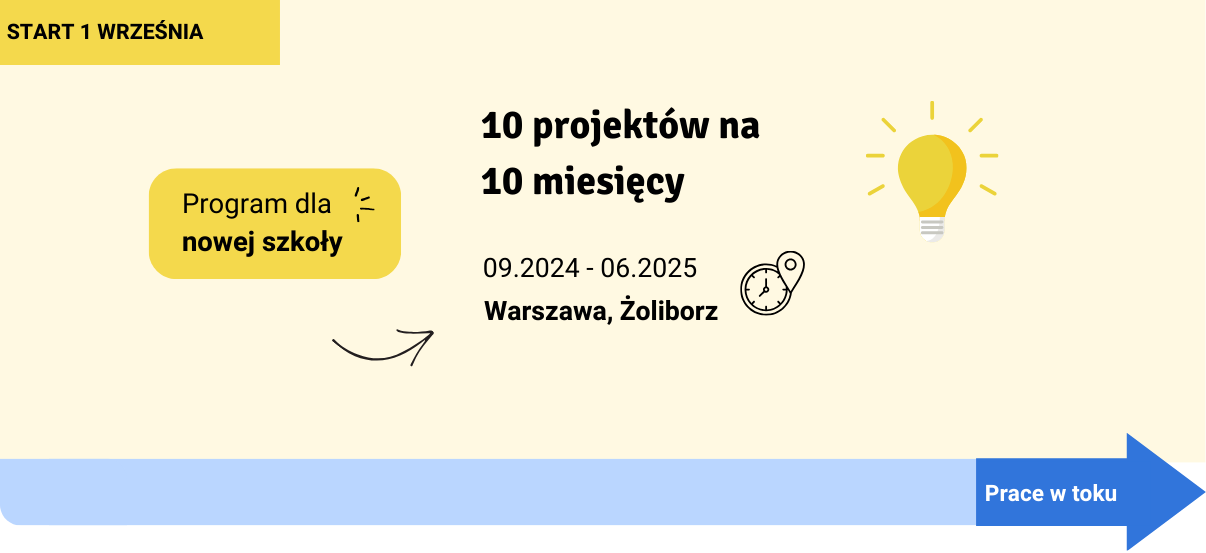 START 1 WRZEŚNIA
10 projektów na
10 miesięcy
Program dla
nowej szkoły
09.2024 - 06.2025
Warszawa, Żoliborz
Prace w toku